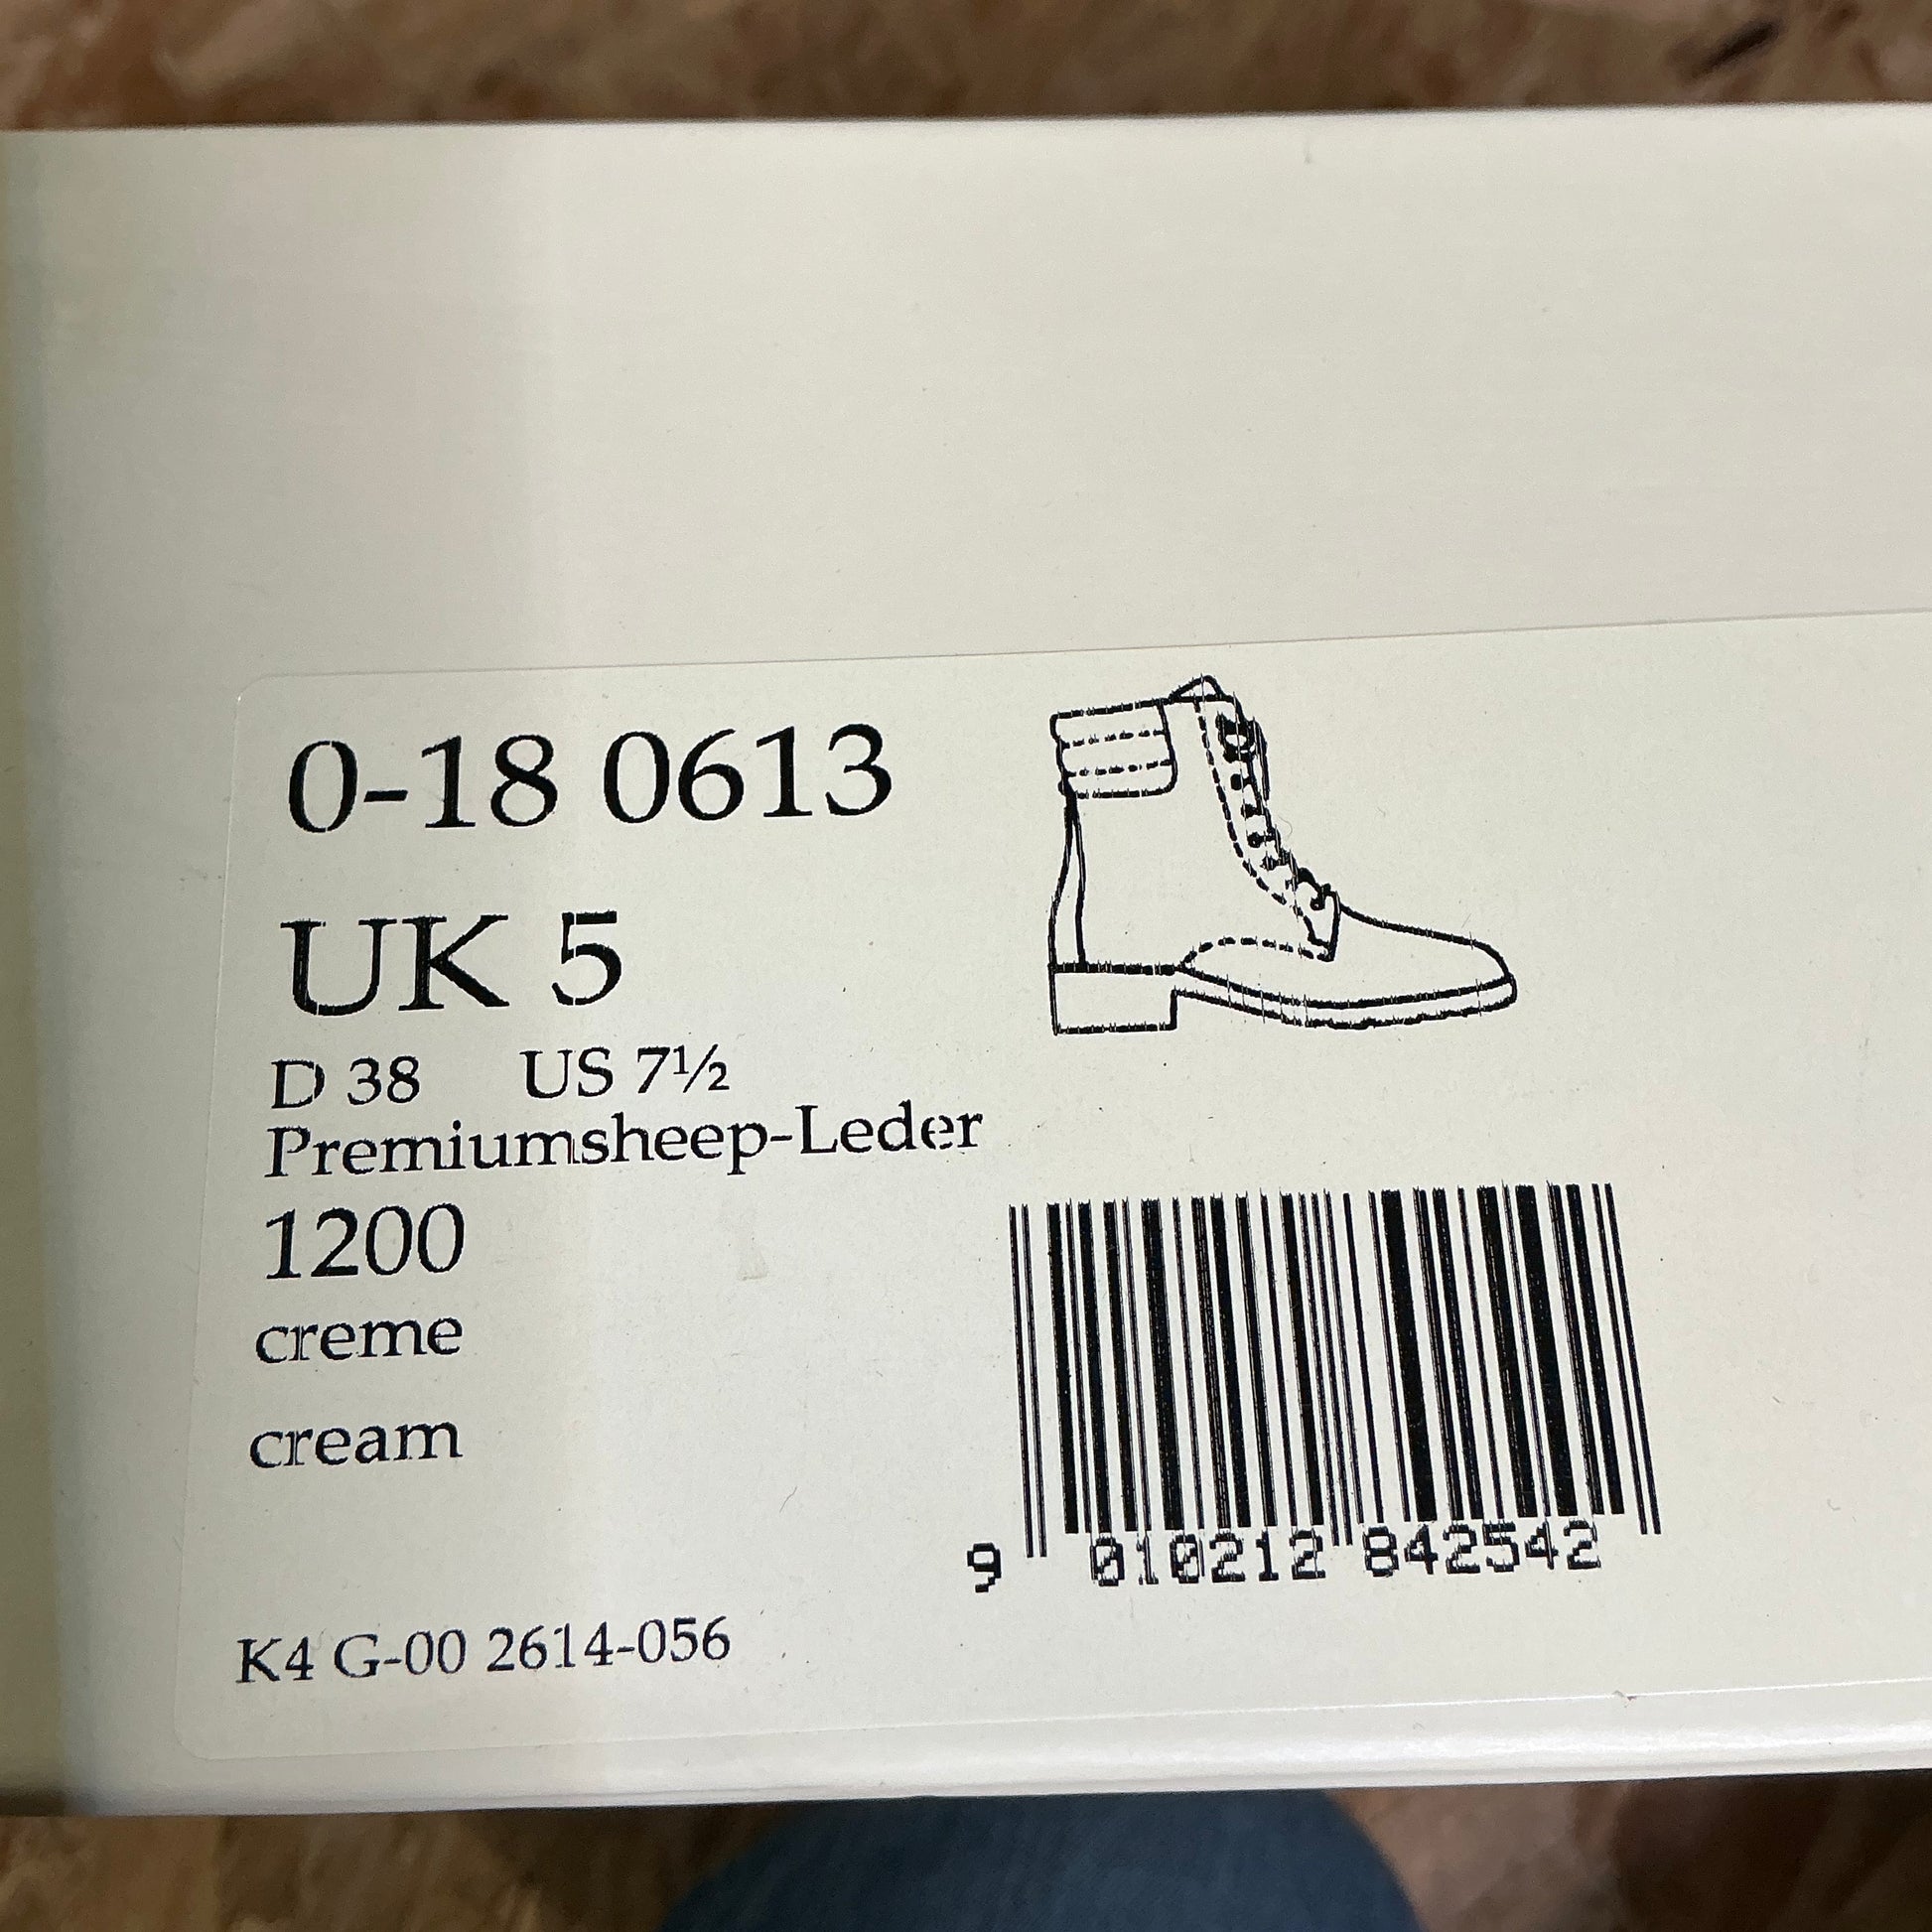 0-18 0613
UK 5
D 38 US 7½
Premiumsheep-Leder
1200
creme
cream
9 010212 842542
K4 G-00 2614-056